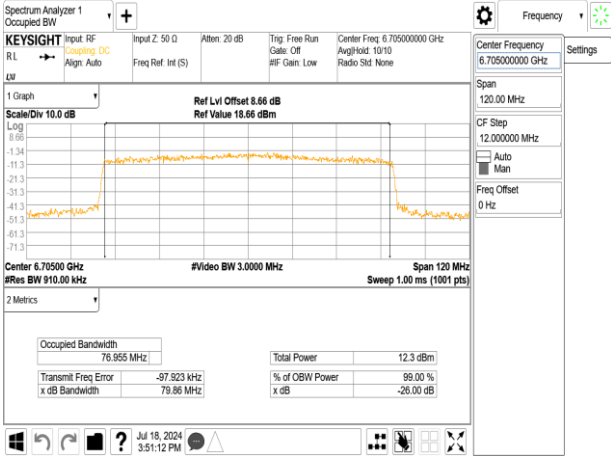 Spectrum Analyzer 1
Occupied BW
+
Frequency
KEYSIGHT
Input: RF
Coupling: DC
Align: Auto
Input Z: 50 Ω
Freq Ref: Int (S)
Atten: 20 dB
Trig: Free Run
Gate: Off
#IF Gain: Low
Center Freq: 6.705000000 GHz
Avg|Hold: 10/10
Radio Std: None
R L
LXI
Center Frequency
6.705000000 GHz
Settings
Span
120.00 MHz
CF Step
12.000000 MHz
Auto
Man
Freq Offset
0 Hz
1 Graph
Scale/Div 10.0 dB
Ref Lvl Offset 8.66 dB
Ref Value 18.66 dBm
Log
8.66
-1.34
-11.3
-21.3
-31.3
-41.3
-51.3
-61.3
-71.3
Center 6.70500 GHz
#Video BW 3.0000 MHz
Span 120 MHz
#Res BW 910.00 kHz
Sweep 1.00 ms (1001 pts)
2 Metrics
Occupied Bandwidth
76.955 MHz
Total Power 12.3 dBm
Transmit Freq Error -97.923 kHz
% of OBW Power 99.00 %
x dB Bandwidth 79.86 MHz
x dB -26.00 dB
?
Jul 18, 2024
3:51:12 PM